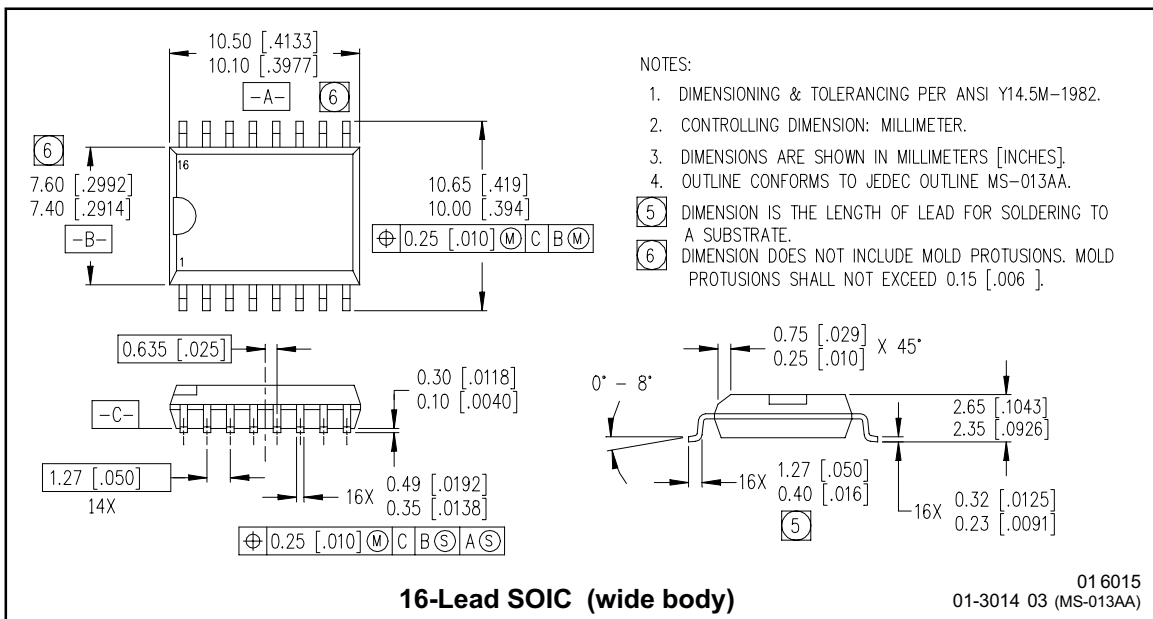 10.50 [.4133]
10.10 [.3977]
-A-
6
6
7.60 [.2992]
7.40 [.2914]
-B-
16
1
10.65 [.419]
10.00 [.394]
⌖ 0.25 [.010] Ⓜ C B Ⓜ
NOTES:
1. DIMENSIONING & TOLERANCING PER ANSI Y14.5M-1982.
2. CONTROLLING DIMENSION: MILLIMETER.
3. DIMENSIONS ARE SHOWN IN MILLIMETERS [INCHES].
4. OUTLINE CONFORMS TO JEDEC OUTLINE MS-013AA.
5 DIMENSION IS THE LENGTH OF LEAD FOR SOLDERING TO
A SUBSTRATE.
6 DIMENSION DOES NOT INCLUDE MOLD PROTUSIONS. MOLD
PROTUSIONS SHALL NOT EXCEED 0.15 [.006 ].
0.635 [.025]
-C-
0.30 [.0118]
0.10 [.0040]
1.27 [.050]
14X
16X 0.49 [.0192]
0.35 [.0138]
⌖ 0.25 [.010] Ⓜ C B Ⓢ A Ⓢ
0.75 [.029]
0.25 [.010] X 45°
0° - 8°
2.65 [.1043]
2.35 [.0926]
16X 1.27 [.050]
0.40 [.016]
5
16X 0.32 [.0125]
0.23 [.0091]
16-Lead SOIC (wide body)
01 6015
01-3014 03 (MS-013AA)